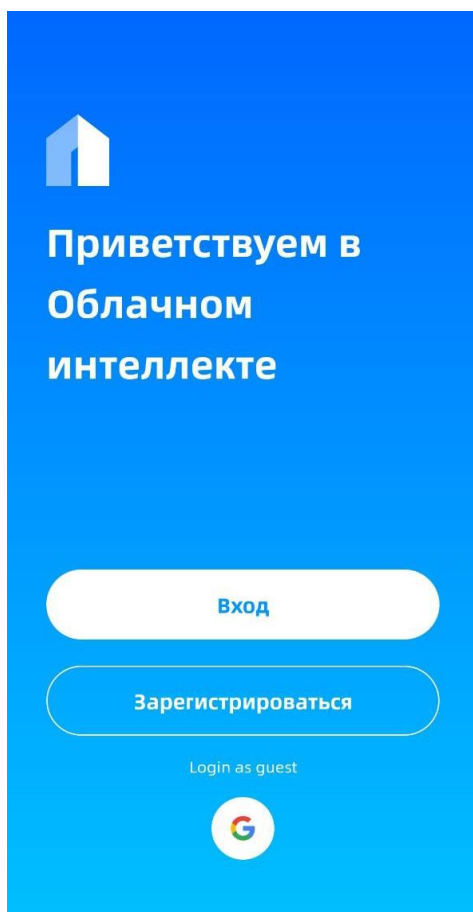 Приветствуем в
Облачном
интеллекте
Вход
Зарегистрироваться
Login as guest
G